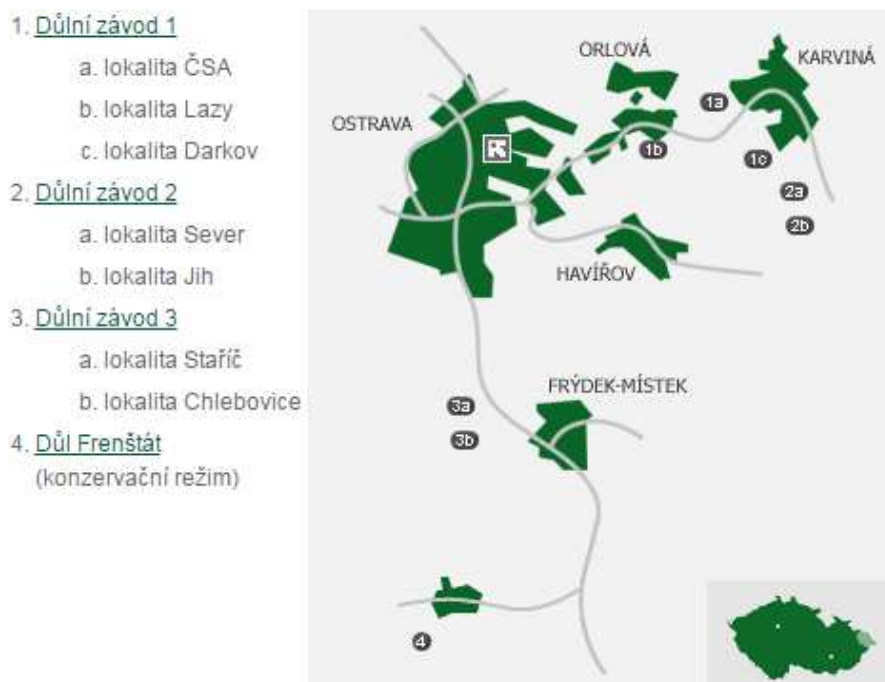 1. Důlní závod 1
a. lokalita ČSA
b. lokalita Lazy
c. lokalita Darkov
2. Důlní závod 2
a. lokalita Sever
b. lokalita Jih
3. Důlní závod 3
a. lokalita Staříč
b. lokalita Chlebovice
4. Důl Frenštát
(konzervační režim)
ORLOVÁ
KARVINÁ
OSTRAVA
1a
1b
1c
2a
2b
HAVÍŘOV
FRÝDEK-MÍSTEK
3a
3b
4